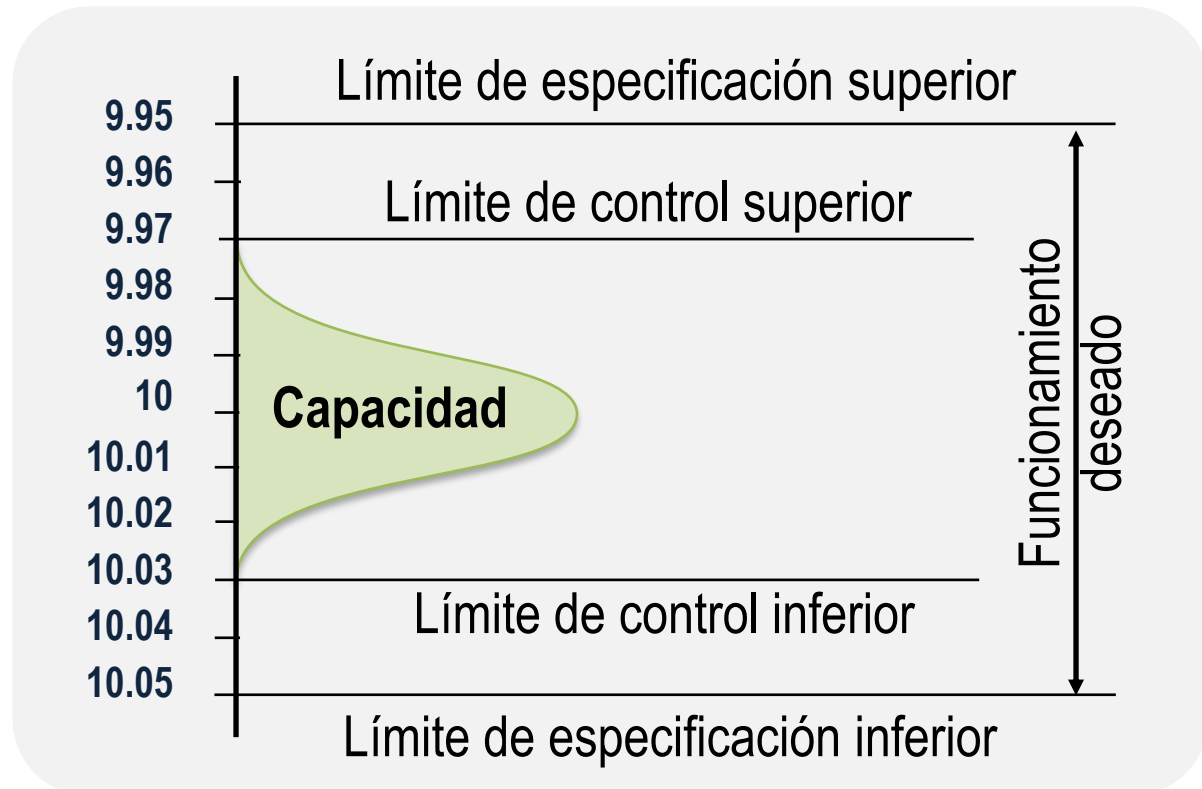 Límite de especificación superior
9.95
9.96
Límite de control superior
9.97
9.98
9.99
10
Capacidad
10.01
10.02
10.03
Límite de control inferior
10.04
10.05
Límite de especificación inferior
Funcionamiento
deseado